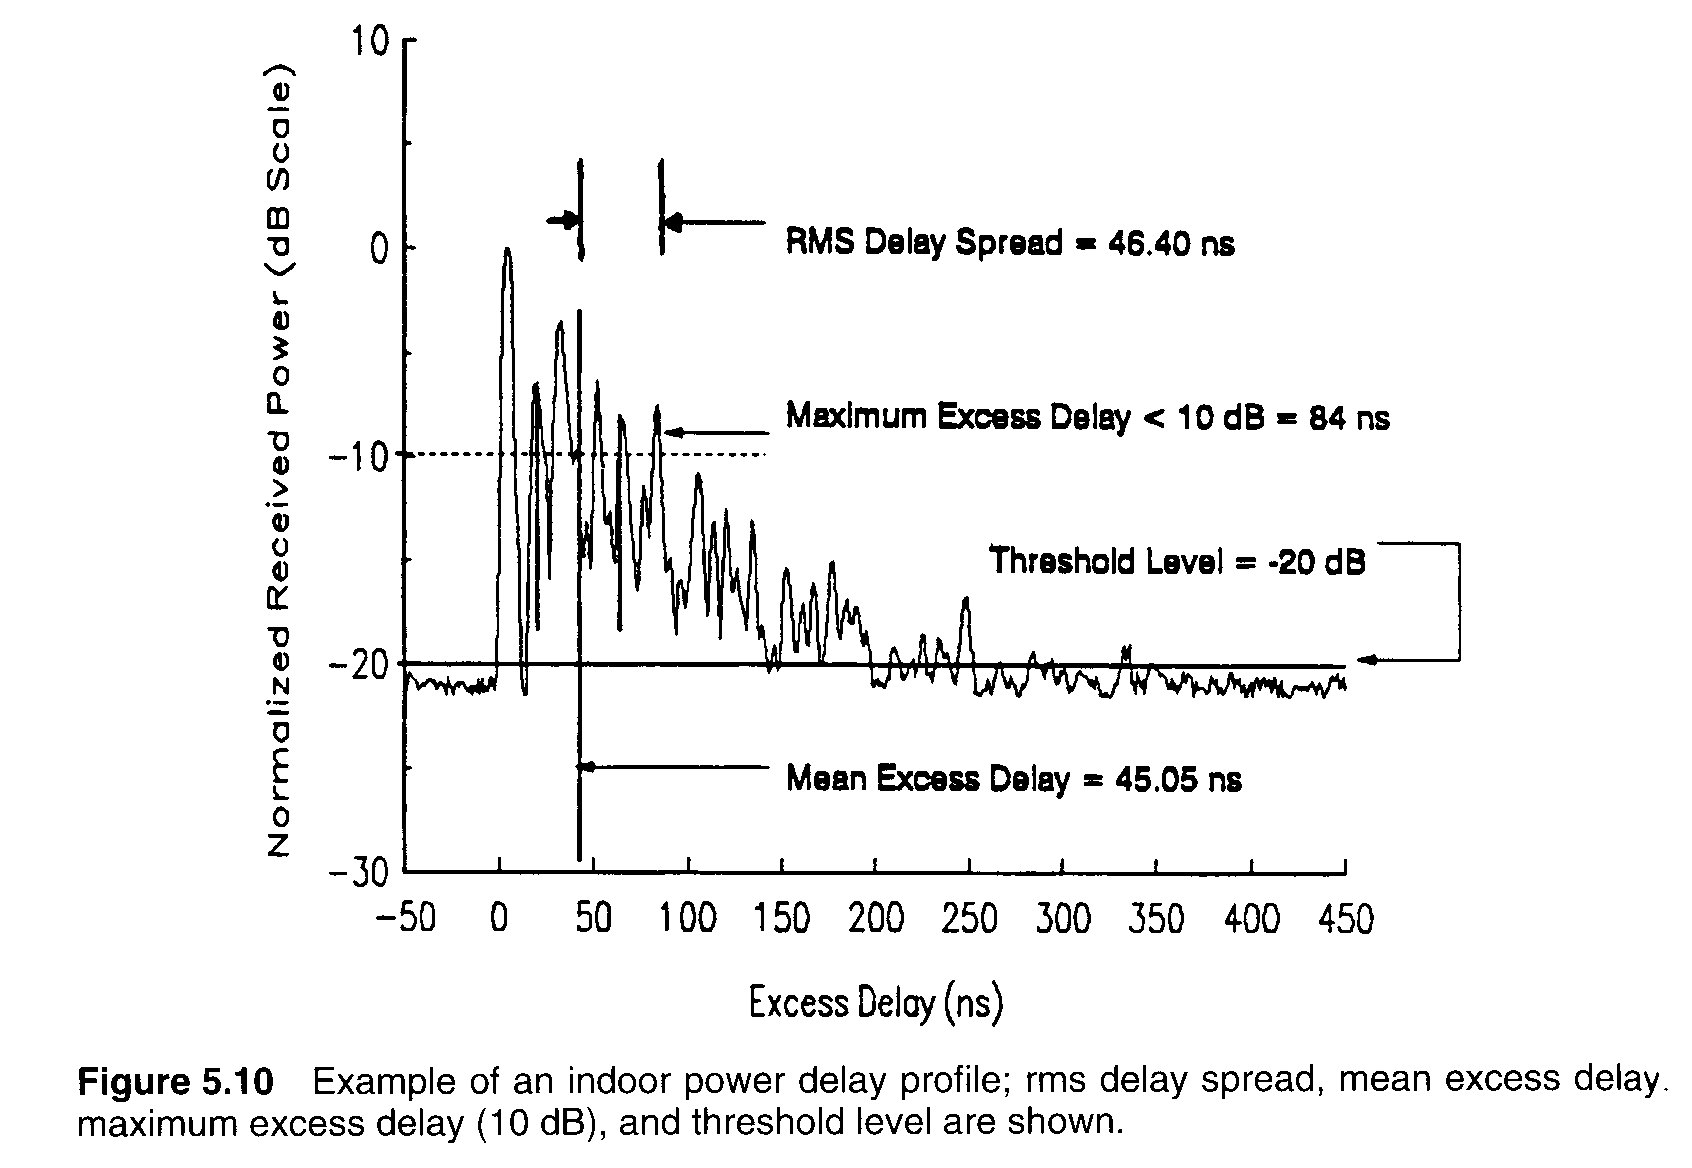 Normalized Received Power (dB Scale)
10
0
−10
−20
−30
RMS Delay Spread = 46.40 ns
Maximum Excess Delay < 10 dB = 84 ns
Threshold Level = -20 dB
Mean Excess Delay = 45.05 ns
−50 0 50 100 150 200 250 300 350 400 450
Excess Delay (ns)
Figure 5.10 Example of an indoor power delay profile; rms delay spread, mean excess delay.
maximum excess delay (10 dB), and threshold level are shown.